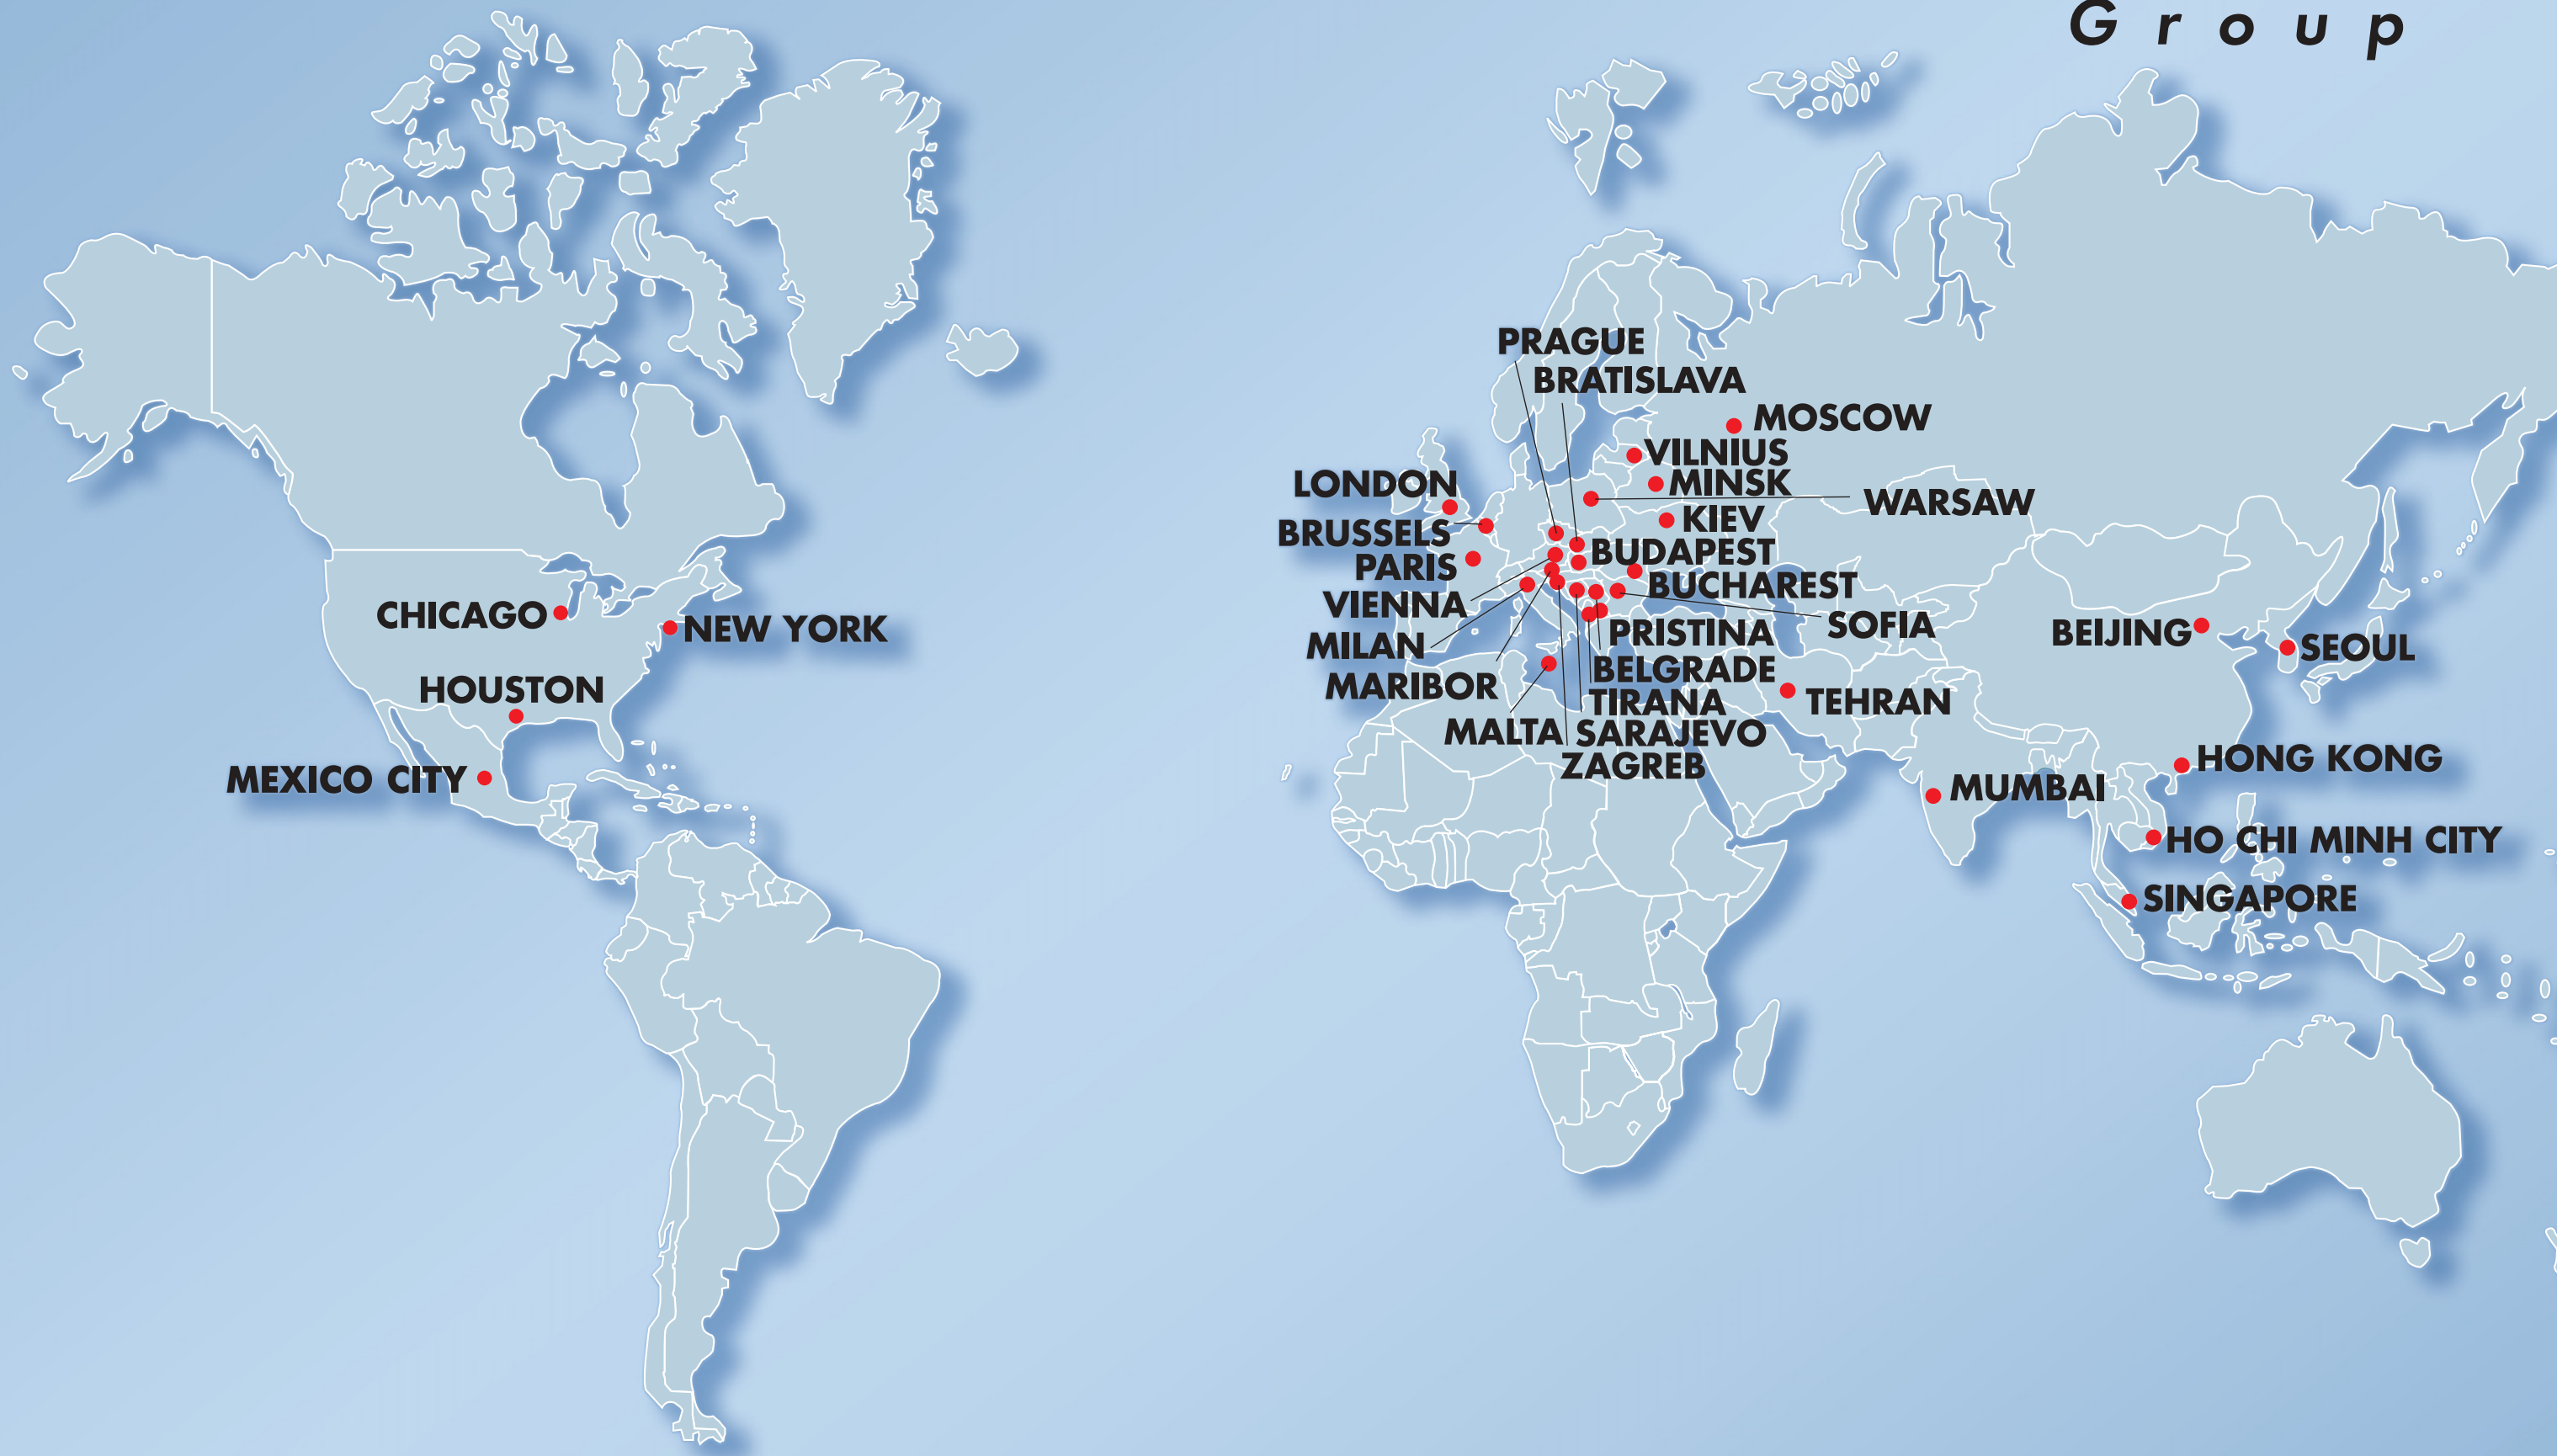 Group
PRAGUE
BRATISLAVA
MOSCOW
VILNIUS
MINSK
LONDON
WARSAW
BRUSSELS
KIEV
PARIS
BUDAPEST
BUCHAREST
VIENNA
CHICAGO
NEW YORK
SOFIA
MILAN
PRISTINA
BEIJING
SEOUL
BELGRADE
MARIBOR
HOUSTON
TIRANA
TEHRAN
MALTA
SARAJEVO
ZAGREB
HONG KONG
MEXICO CITY
MUMBAI
HO CHI MINH CITY
SINGAPORE